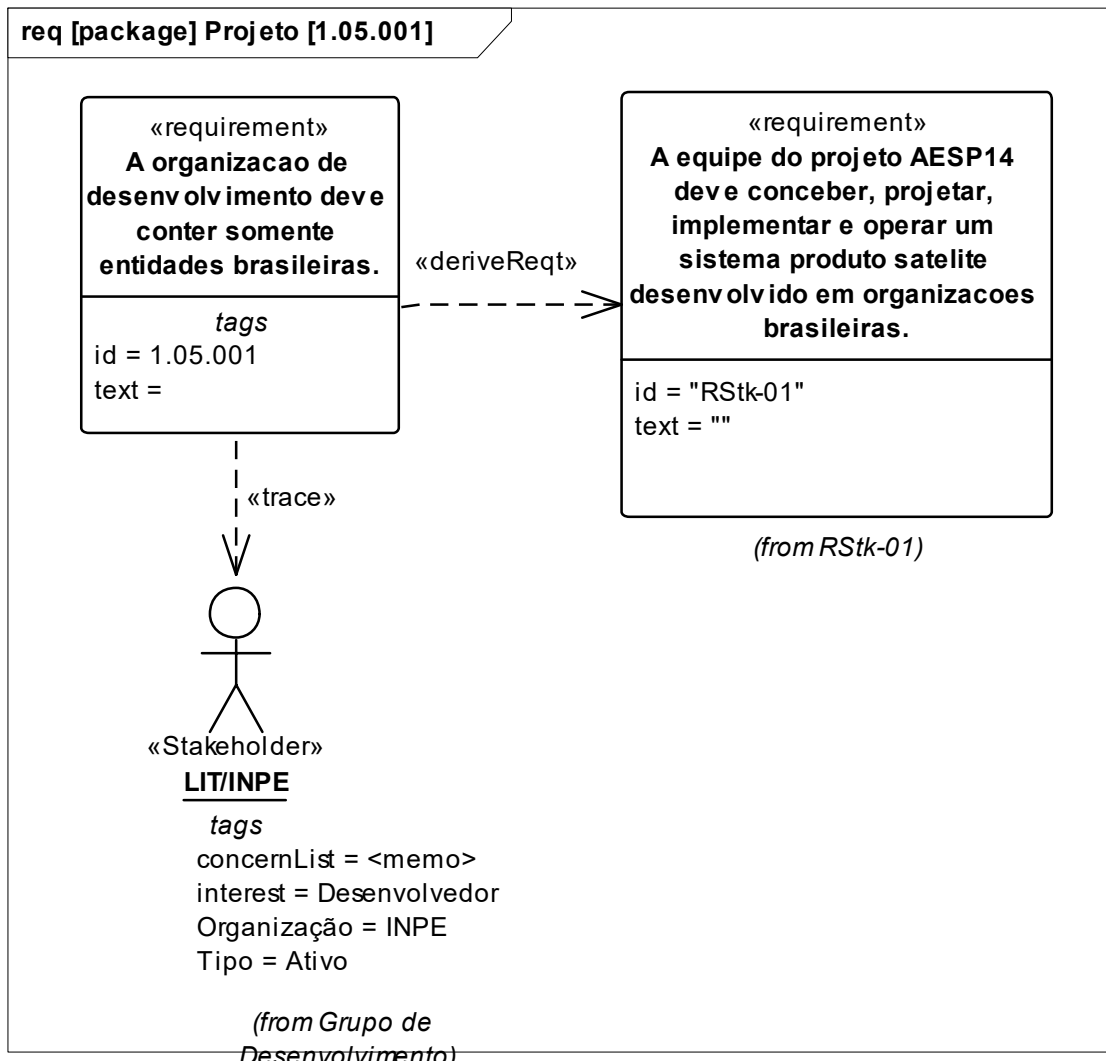 req [package] Projeto [1.05.001]
«requirement»
A organizacao de
desenvolvimento deve
conter somente
entidades brasileiras.
tags
id = 1.05.001
text =
«deriveReqt»
«requirement»
A equipe do projeto AESP14
deve conceber, projetar,
implementar e operar um
sistema produto satelite
desenvolvido em organizacoes
brasileiras.
id = "RStk-01"
text = ""
(from RStk-01)
«trace»
«Stakeholder»
LIT/INPE
tags
concernList = <memo>
interest = Desenvolvedor
Organização = INPE
Tipo = Ativo
(from Grupo de
Desenvolvimento)